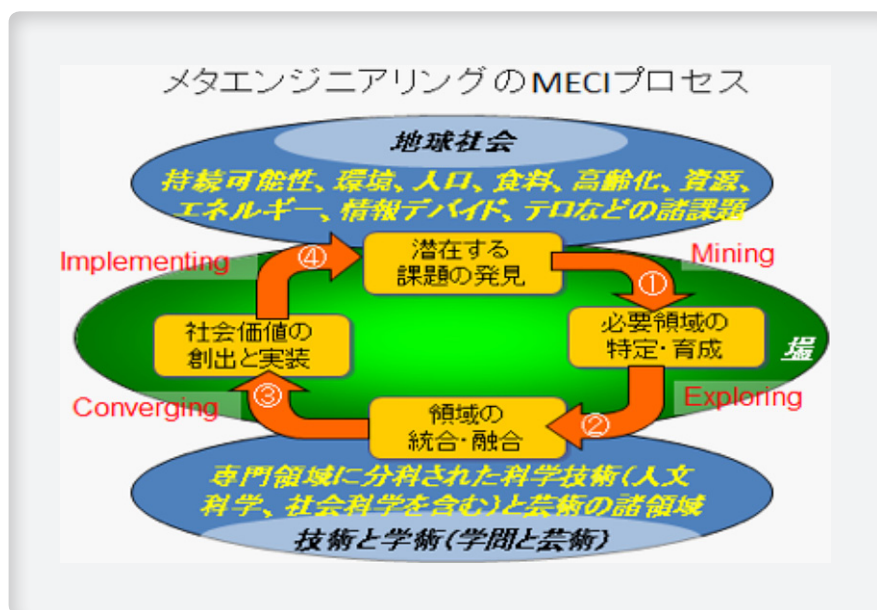 メタエンジニアリングのMECIプロセス
地球社会
持続可能性、環境、人口、食料、高齢化、資源、
エネルギー、情報デバイド、テロなどの諸課題
Implementing
④
潜在する
課題の発見
Mining
①
社会価値の
創出と実装
必要領域の
特定・育成
場
Converging
③
領域の
統合・融合
②
Exploring
専門領域に分科された科学技術(人文
科学、社会科学を含む)と芸術の諸領域
技術と学術(学問と芸術)